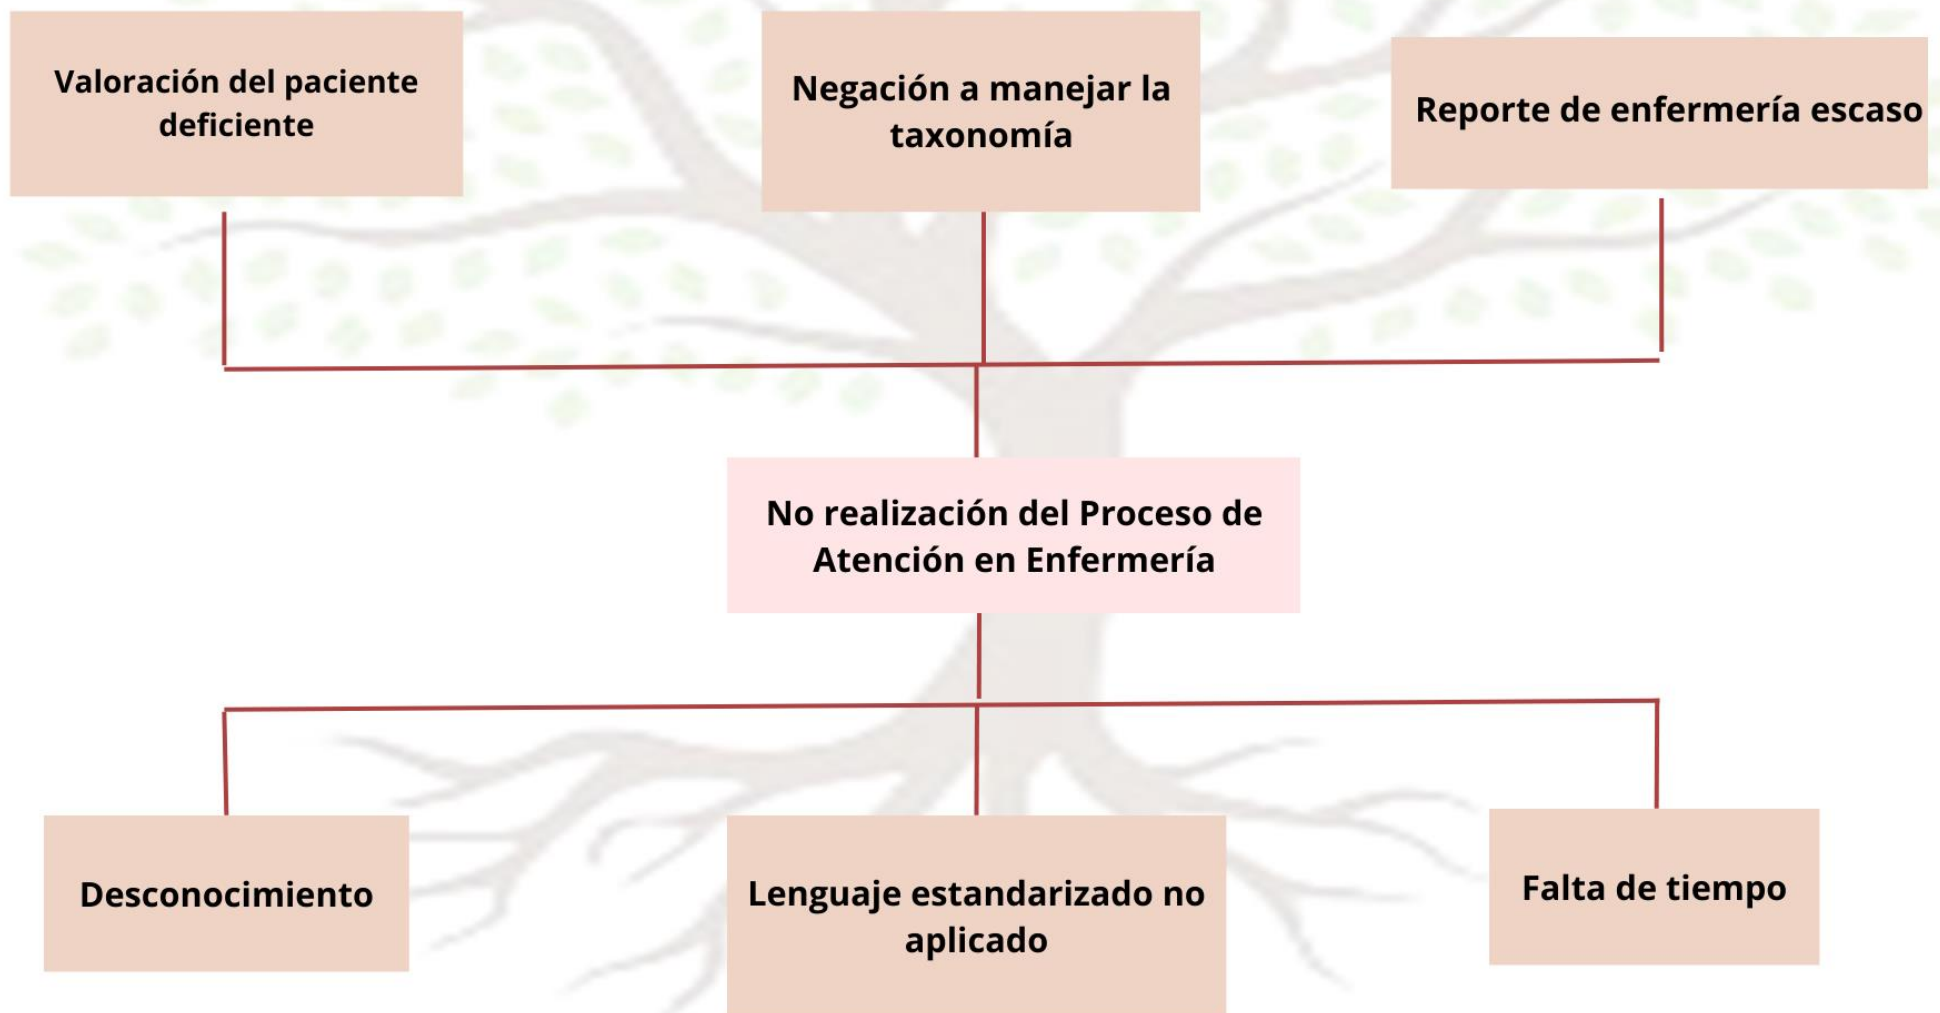 Valoración del paciente
deficiente
Negación a manejar la
taxonomía
Reporte de enfermería escaso
No realización del Proceso de
Atención en Enfermería
Desconocimiento
Lenguaje estandarizado no
aplicado
Falta de tiempo